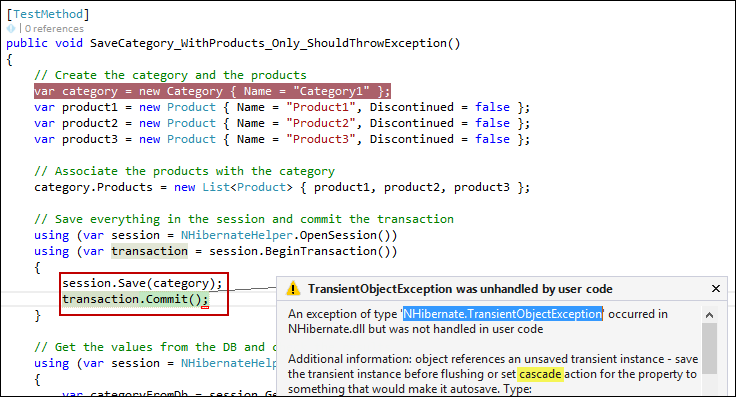 [TestMethod]
0 references
public void SaveCategory_WithProducts_Only_ShouldThrowException()
{
// Create the category and the products
var category = new Category { Name = "Category1" };
var product1 = new Product { Name = "Product1", Discontinued = false };
var product2 = new Product { Name = "Product2", Discontinued = false };
var product3 = new Product { Name = "Product3", Discontinued = false };
// Associate the products with the category
category.Products = new List<Product> { product1, product2, product3 };
// Save everything in the session and commit the transaction
using (var session = NHibernateHelper.OpenSession())
using (var transaction = session.BeginTransaction())
{
session.Save(category);
transaction.Commit();
}
TransientObjectException was unhandled by user code
An exception of type 'NHibernate.TransientObjectException' occurred in
NHibernate.dll but was not handled in user code
Additional information: object references an unsaved transient instance - save
the transient instance before flushing or set cascade action for the property to
something that would make it autosave. Type:
// Get the values from the DB and
using (var session = NHibernateHe
{
var categoryFromDb = session.Ge